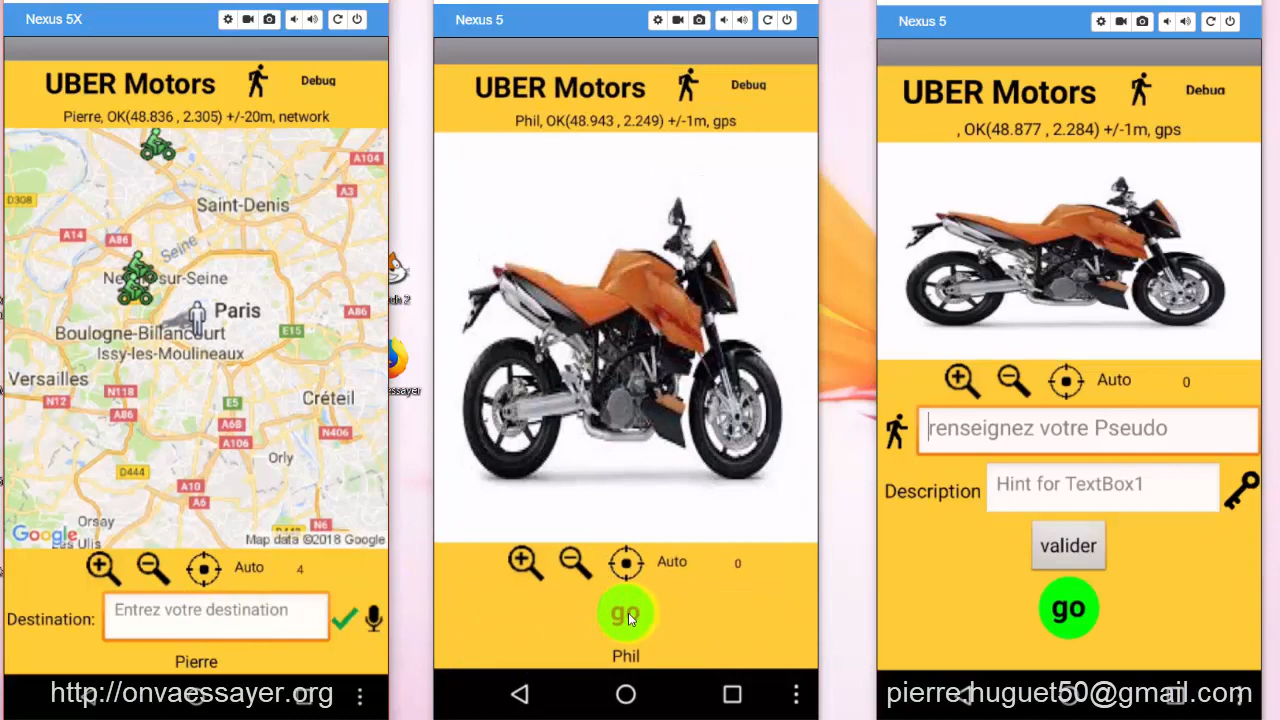 Nexus 5X
UBER Motors
Debug
Pierre, OK(48.836 , 2.305) +/-20m, network
A104
D308
A3
Saint-Denis
A14
A86
Seine
Paris
A86
Boulogne-Billancourt
E15
Issy-les-Moulineaux
Versailles
N118
N12
A86
E5
Créteil
A6B
N406
A106
Orly
D444
A10
A6
Orsay
N6
Les Ulis
Google
Map data ©2018 Google
Auto
4
Destination:
Entrez votre destination
Pierre
http://onvaessayer.org
Nexus 5
UBER Motors
Debug
Phil, OK(48.943 , 2.249) +/-1m, gps
Auto
0
go
Phil
Nexus 5
UBER Motors
Debug
, OK(48.877 , 2.284) +/-1m, gps
Auto
0
renseignez votre Pseudo
Description
Hint for TextBox1
valider
go
pierre.huguet50@gmail.com